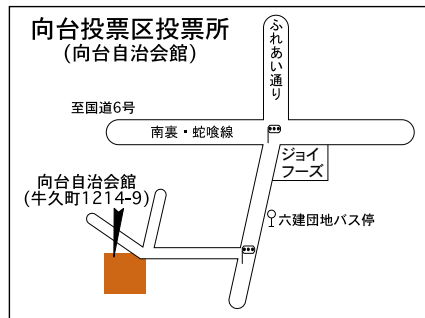 向台投票区投票所
(向台自治会館)
ふれあい通り
至国道6号
南裏・蛇喰線
ジョイ
フーズ
向台自治会館
(牛久町1214-9)
六建団地バス停